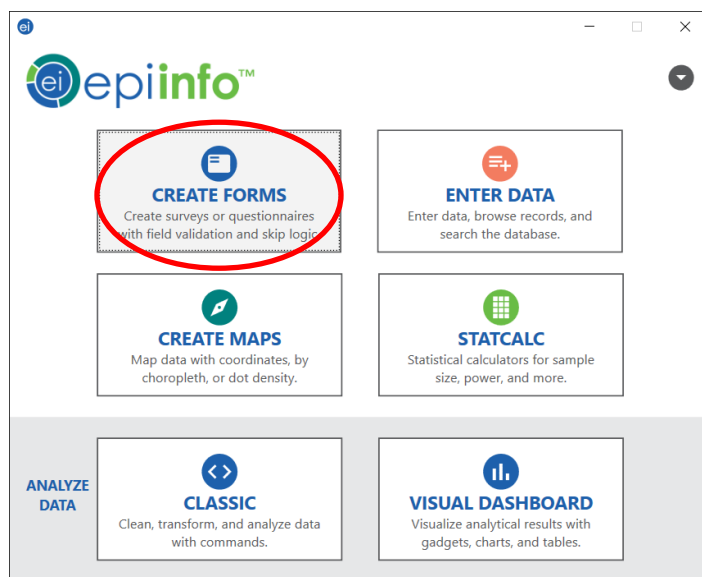 ei
ei epiinfo™
CREATE FORMS
Create surveys or questionnaires
with field validation and skip logic.
ENTER DATA
Enter data, browse records, and
search the database.
CREATE MAPS
Map data with coordinates, by
choropleth, or dot density.
STATCALC
Statistical calculators for sample
size, power, and more.
ANALYZE
DATA
CLASSIC
Clean, transform, and analyze data
with commands.
VISUAL DASHBOARD
Visualize analytical results with
gadgets, charts, and tables.